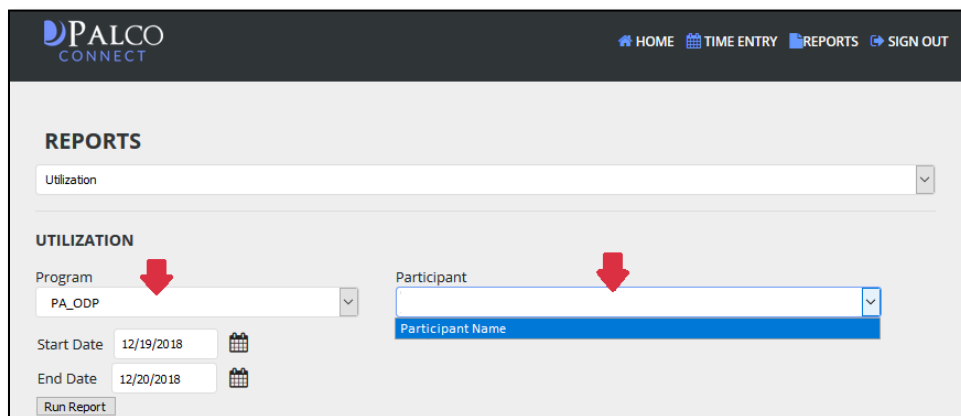 PALCO
CONNECT
HOME TIME ENTRY REPORTS SIGN OUT
REPORTS
Utilization
UTILIZATION
Program Participant
PA_ODP
Participant Name
Start Date 12/19/2018
End Date 12/20/2018
Run Report